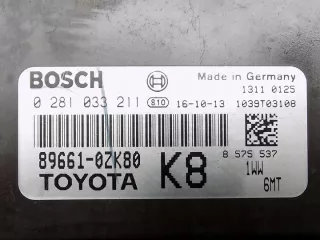 BOSCH Made in Germany
1311 0125
0 281 033 211 810 16-10-13 1039T03108
89661-0ZK80
8 575 537
TOYOTA K8 1WW
6MT